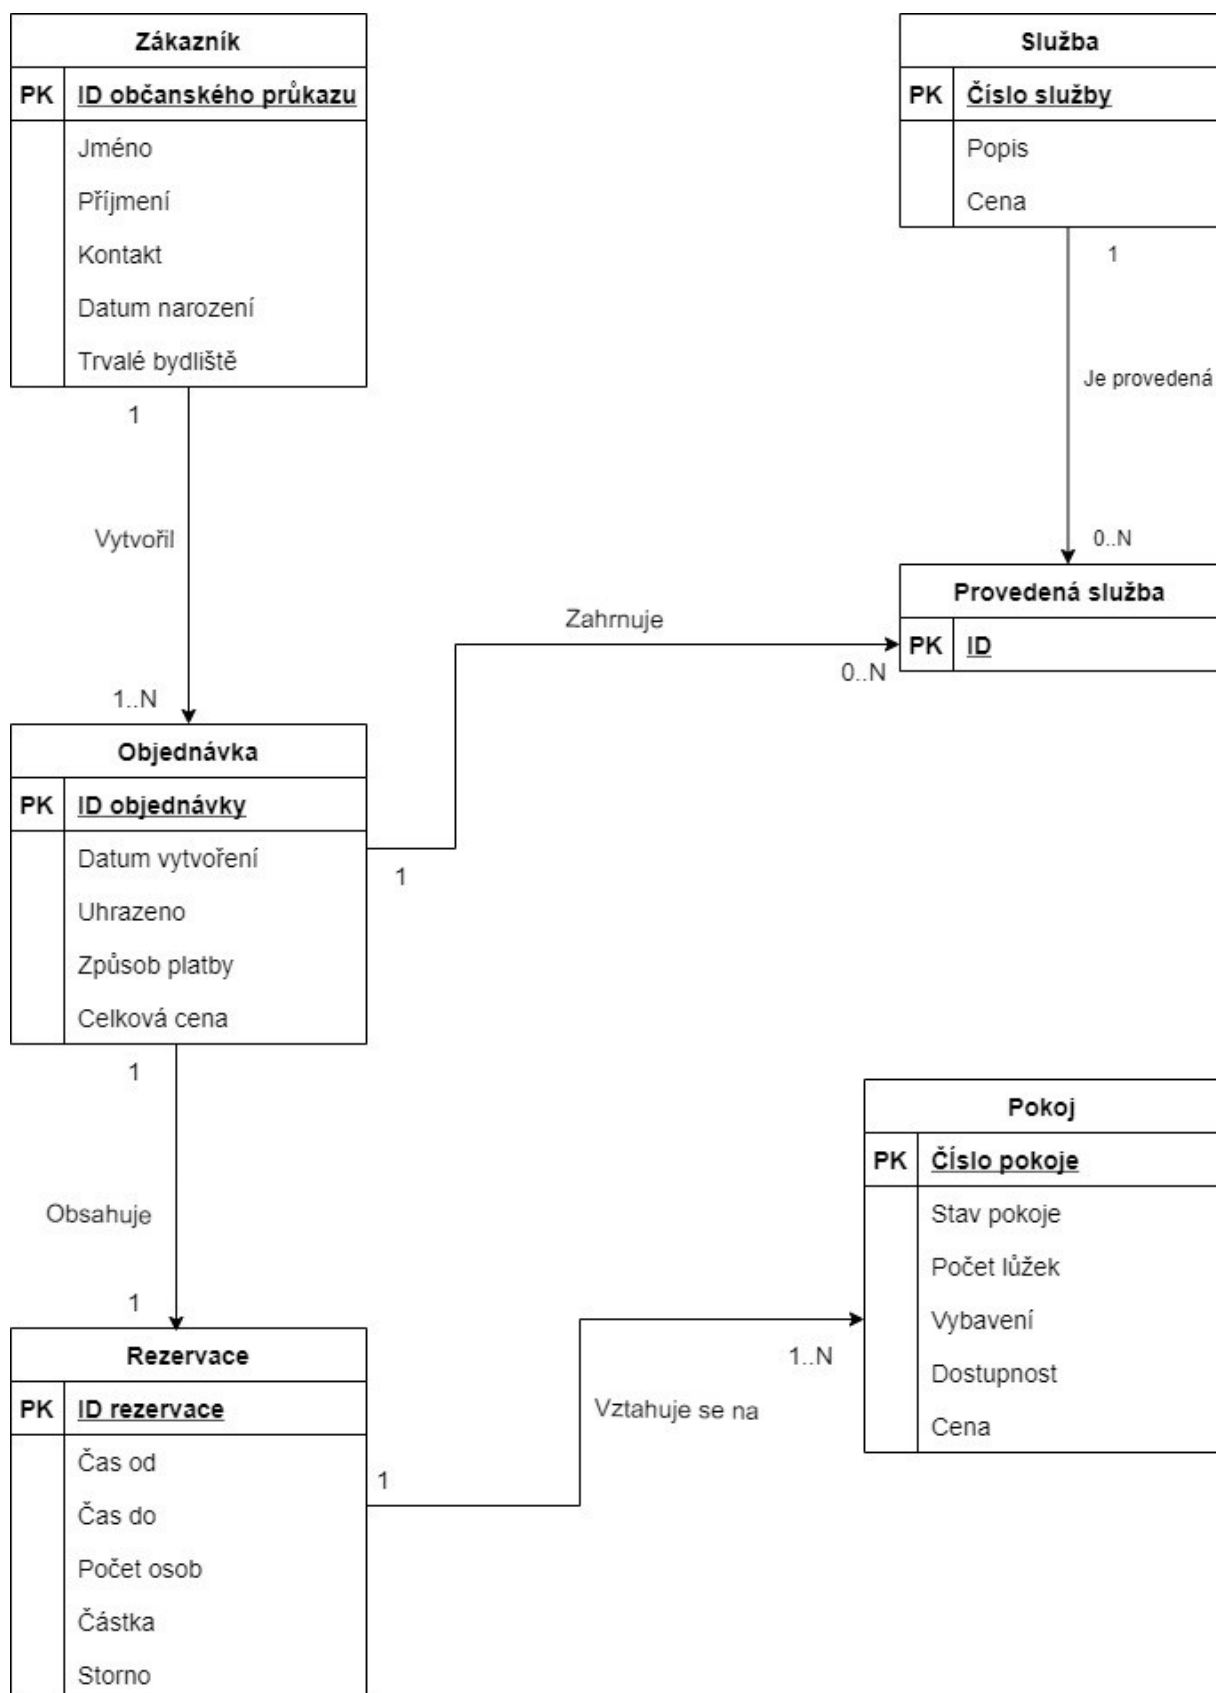 Zákazník
PK ID občanského průkazu
Jméno
Příjmení
Kontakt
Datum narození
Trvalé bydliště
1
Vytvořil
1..N
Služba
PK Číslo služby
Popis
Cena
1
Je provedená
0..N
Provedená služba
PK ID
Zahrnuje
0..N
Objednávka
PK ID objednávky
Datum vytvoření
Uhrazeno
Způsob platby
Celková cena
1
1
Obsahuje
1
Rezervace
PK ID rezervace
Čas od
Čas do
Počet osob
Částka
Storno
1
Vztahuje se na
1..N
Pokoj
PK Číslo pokoje
Stav pokoje
Počet lůžek
Vybavení
Dostupnost
Cena